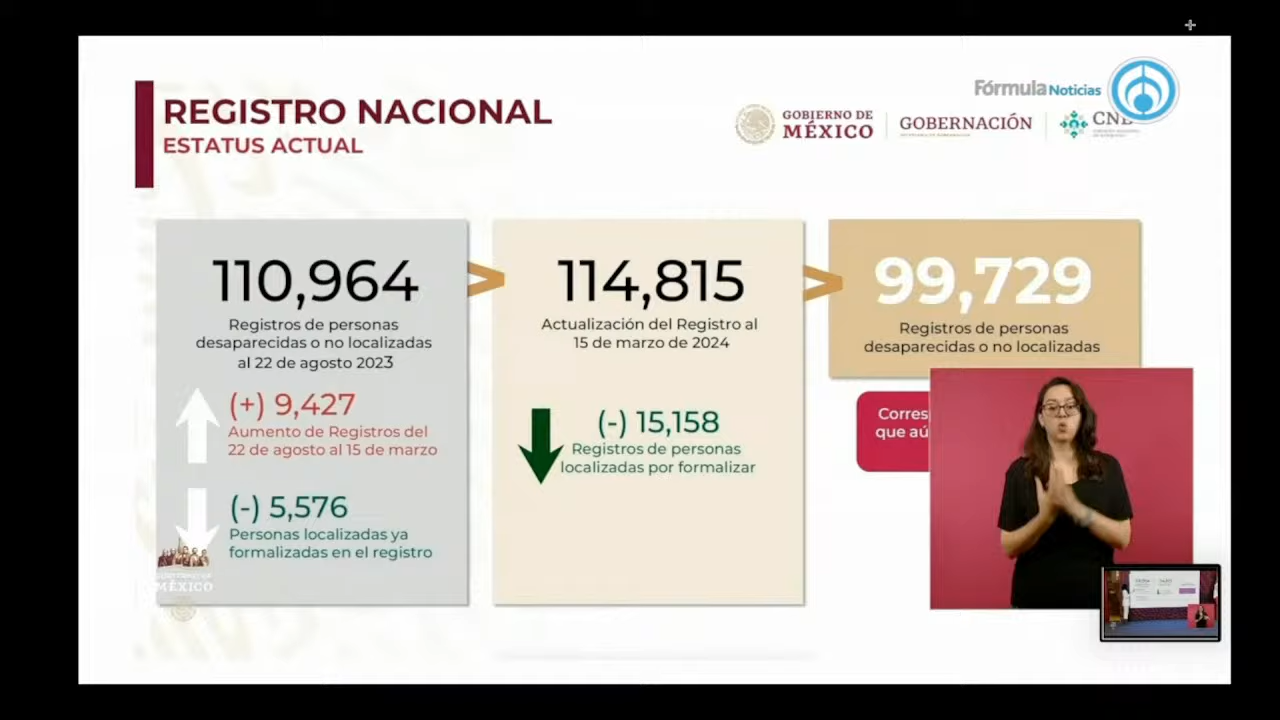 REGISTRO NACIONAL
ESTATUS ACTUAL
Fórmula Noticias
GOBIERNO DE
MÉXICO
GOBERNACIÓN
110,964
Registros de personas
desaparecidas o no localizadas
al 22 de agosto 2023
(+) 9,427
Aumento de Registros del
22 de agosto al 15 de marzo
(-) 5,576
Personas localizadas ya
formalizadas en el registro
MÉXICO
>
114,815
Actualización del Registro al
15 de marzo de 2024
(-) 15,158
Registros de personas
localizadas por formalizar
>
99,729
Registros de personas
desaparecidas o no localizadas
Corres
que aú